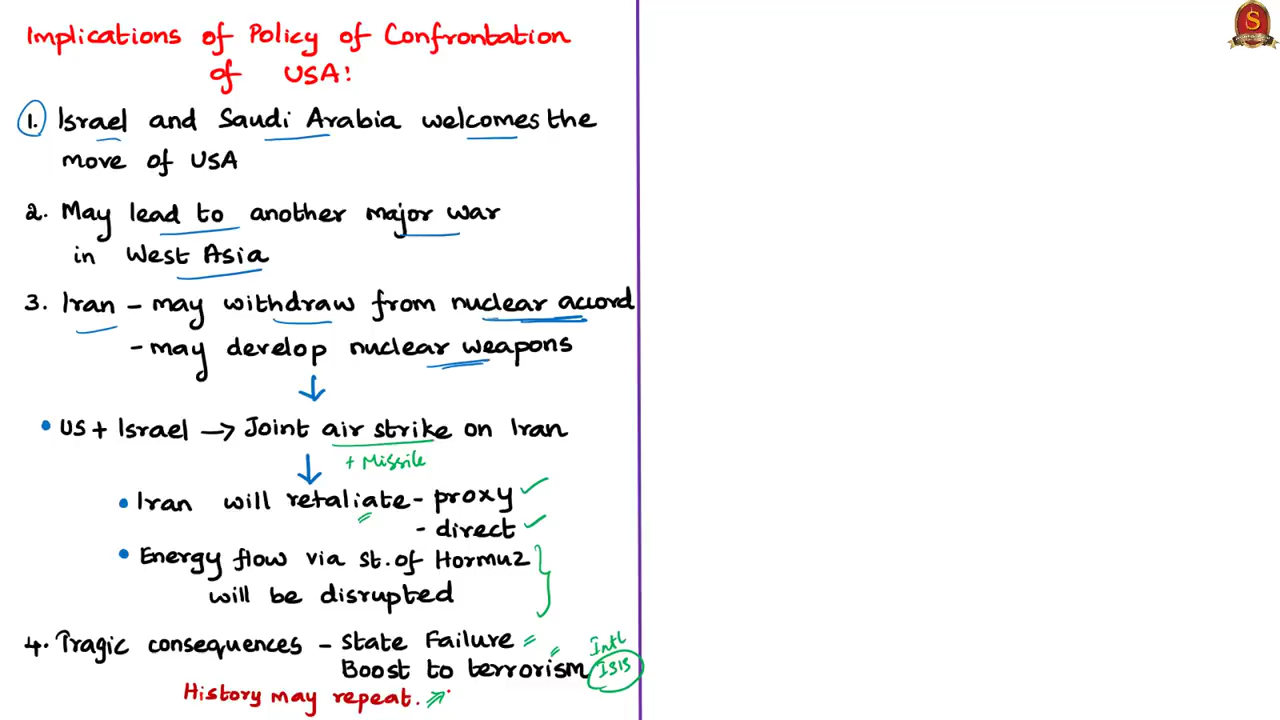 Implications of Policy of Confrontation
of USA:
1. Israel and Saudi Arabia welcomes the
move of USA
2. May lead to another major war
in West Asia
3. Iran - may withdraw from nuclear accord
- may develop nuclear weapons
↓
• US + Israel → Joint air strike on Iran
↓ + Missile
• Iran will retaliate - proxy ✓
- direct ✓
• Energy flow via St. of Hormuz
will be disrupted
4. Tragic consequences - State Failure
Boost to terrorism Intl ISIS
History may repeat.
S